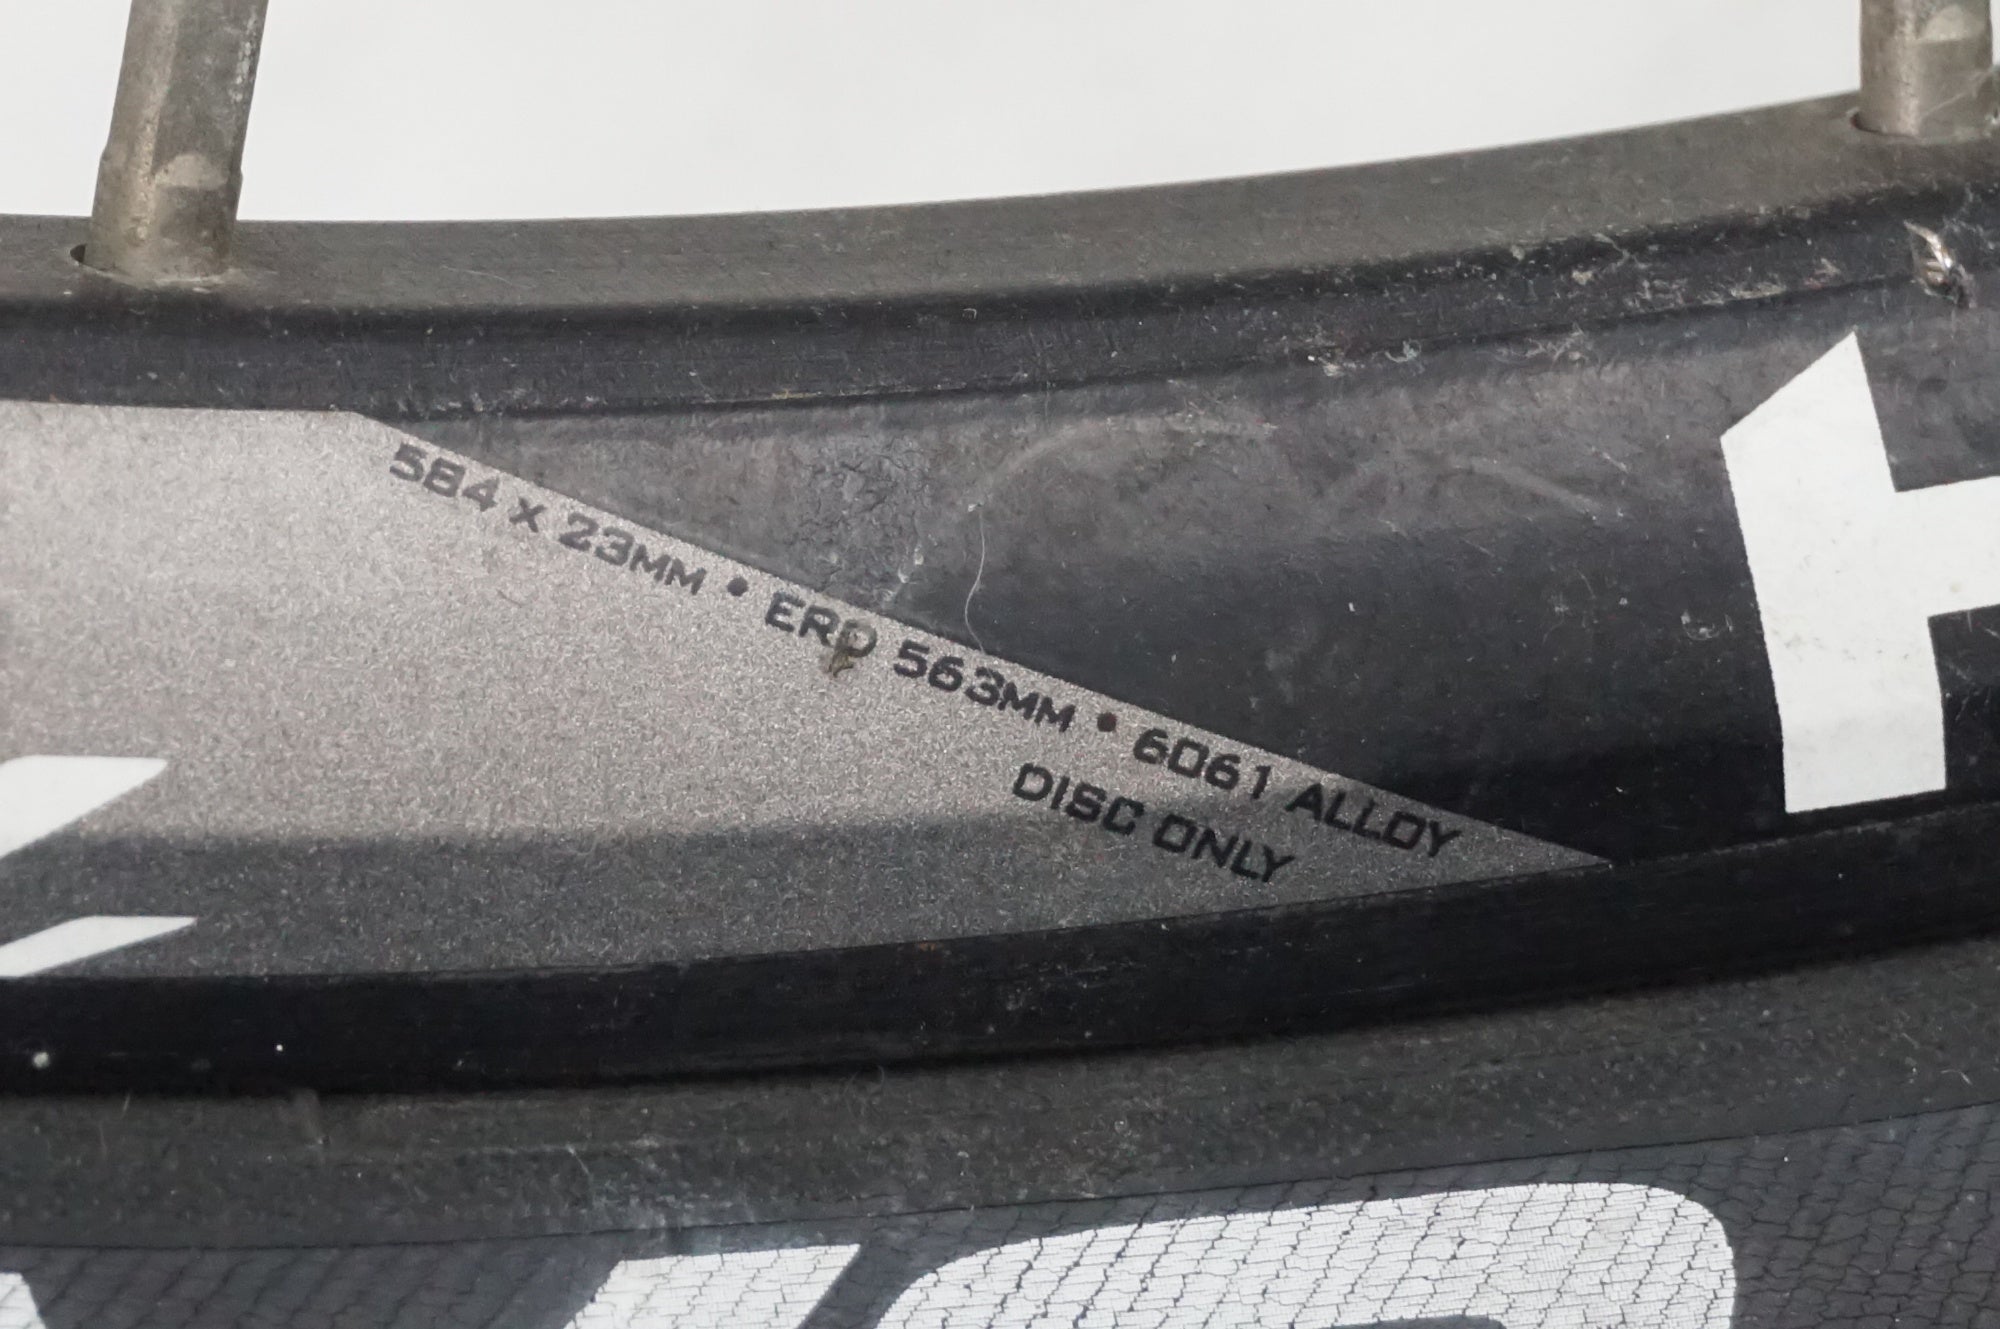 584 x 23MM • ERD 563MM • 6061 ALLOY
DISC ONLY